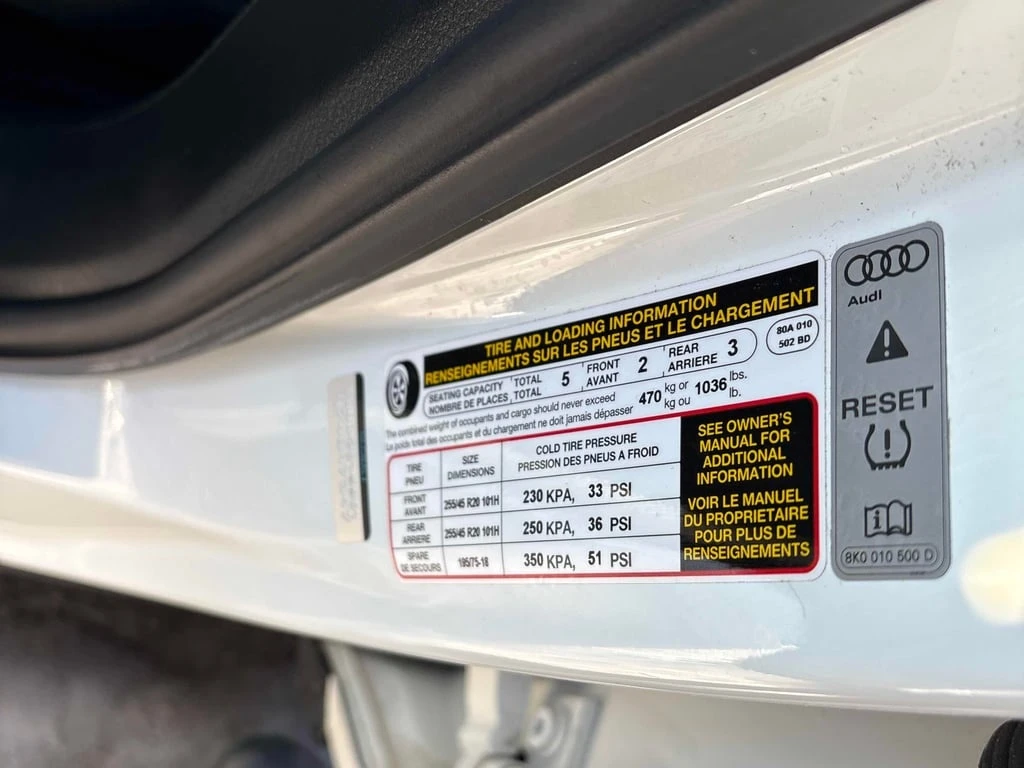 TIRE AND LOADING INFORMATION
RENSEIGNEMENTS SUR LES PNEUS ET LE CHARGEMENT
SEATING CAPACITY TOTAL 5 FRONT 2 REAR 3
NOMBRE DE PLACES TOTAL AVANT ARRIERE
80A 010
502 BD
The combined weight of occupants and cargo should never exceed 470 kg or 1036 lbs.
Le poids total des occupants et du chargement ne doit jamais dépasser kg ou lb.
TIRE SIZE COLD TIRE PRESSURE
PNEU DIMENSIONS PRESSION DES PNEUS A FROID
FRONT
AVANT 255/45 R20 101H 230 KPA, 33 PSI
REAR
ARRIERE 255/45 R20 101H 250 KPA, 36 PSI
SPARE
DE SECOURS 195/75-18 350 KPA, 51 PSI
SEE OWNER'S
MANUAL FOR
ADDITIONAL
INFORMATION
VOIR LE MANUEL
DU PROPRIETAIRE
POUR PLUS DE
RENSEIGNEMENTS
Audi
RESET
8K0 010 500 D